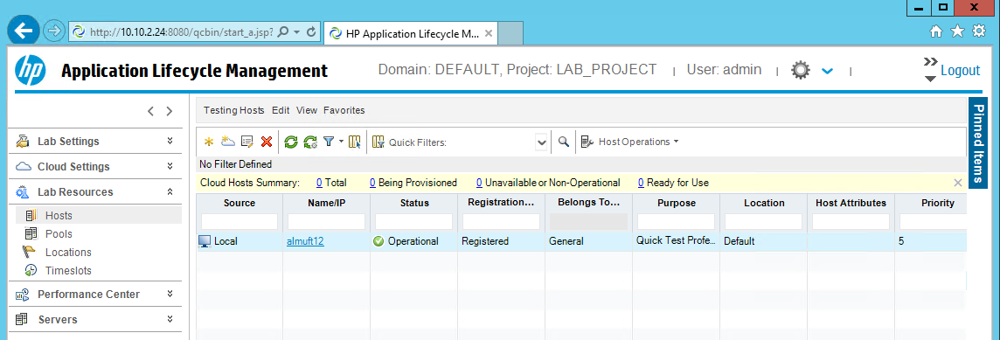 http://10.10.2.24:8080/qcbin/start_a.jsp?
HP Application Lifecycle M...
hp
Application Lifecycle Management
Domain: DEFAULT, Project: LAB_PROJECT
User: admin
Logout
Pinned Items
Testing Hosts Edit View Favorites
Lab Settings
Cloud Settings
Lab Resources
Hosts
Pools
Locations
Timeslots
Performance Center
Servers
Quick Filters:
Host Operations
No Filter Defined
Cloud Hosts Summary: 0 Total 0 Being Provisioned 0 Unavailable or Non-Operational 0 Ready for Use
Source Name/IP Status Registration... Belongs To... Purpose Location Host Attributes Priority
Local almuft12 Operational Registered General Quick Test Profe... Default 5